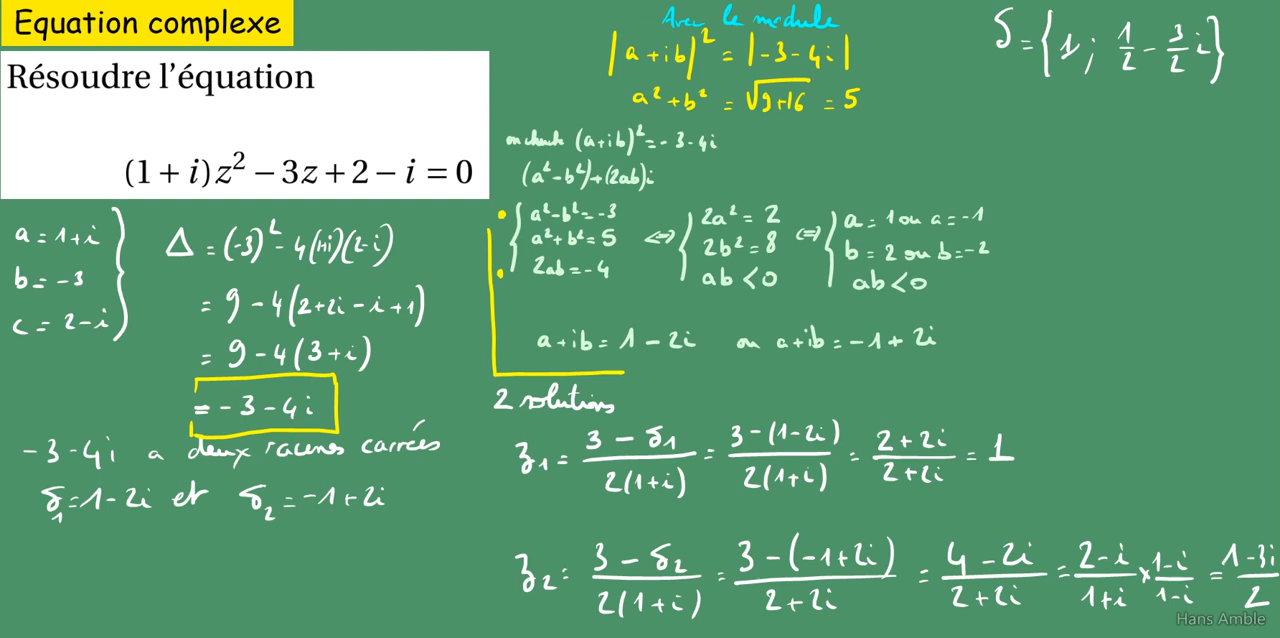 Equation complexe
Résoudre l'équation
(1 + i)z² − 3z + 2 − i = 0
a = 1+i
b = -3
c = 2-i
Δ = (-3)² - 4(1+i)(2-i)
= 9 - 4(2+2i-i+1)
= 9 - 4(3+i)
= -3-4i
-3-4i a deux racines carrées
δ₁=1-2i et δ₂=-1+2i
Avec le module
|a+ib|² = |-3-4i|
a²+b² = √(9+16) = 5
on cherche (a+ib)²=-3-4i
(a²-b²)+(2ab)i
{ a²-b²=-3 ⇔ { 2a²=2 ⇔ { a=1 ou a=-1
a²+b²=5 2b²=8 b=2 ou b=-2
2ab=-4 ab<0 ab<0
a+ib=1-2i ou a+ib=-1+2i
2 solutions
z₁ = (3-δ₁)/(2(1+i)) = (3-(1-2i))/(2(1+i)) = (2+2i)/(2+2i) = 1
z₂ = (3-δ₂)/(2(1+i)) = (3-(-1+2i))/(2+2i) = (4-2i)/(2+2i) = (2-i)/(1+i) × (1-i)/(1-i) = (1-3i)/2
S = {1 ; 1/2 - 3/2 i}
Hans Amble